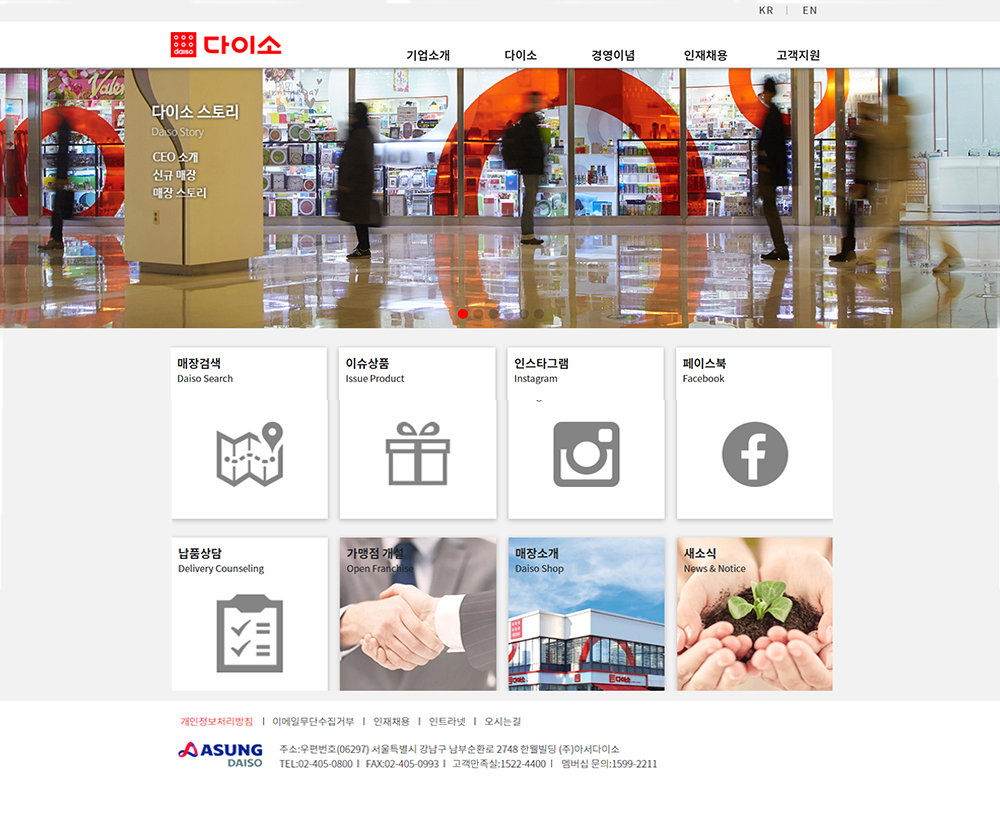 KR | EN
daiso 다이소
기업소개 다이소 경영이념 인재채용 고객지원
다이소 스토리
Daiso Story
CEO 소개
신규 매장
매장 스토리
매장검색 이슈상품 인스타그램 페이스북
Daiso Search Issue Product Instagram Facebook
납품상담 가맹점 개설 매장소개 새소식
Delivery Counseling Open Franchise Daiso Shop News & Notice
다이소 다이소
개인정보처리방침 | 이메일무단수집거부 | 인재채용 | 인트라넷 | 오시는길
ASUNG DAISO
주소:우편번호(06297) 서울특별시 강남구 남부순환로 2748 한웰빌딩 (주)아서다이소
TEL:02-405-0800 | FAX:02-405-0993 | 고객만족실:1522-4400 | 멤버십 문의:1599-2211